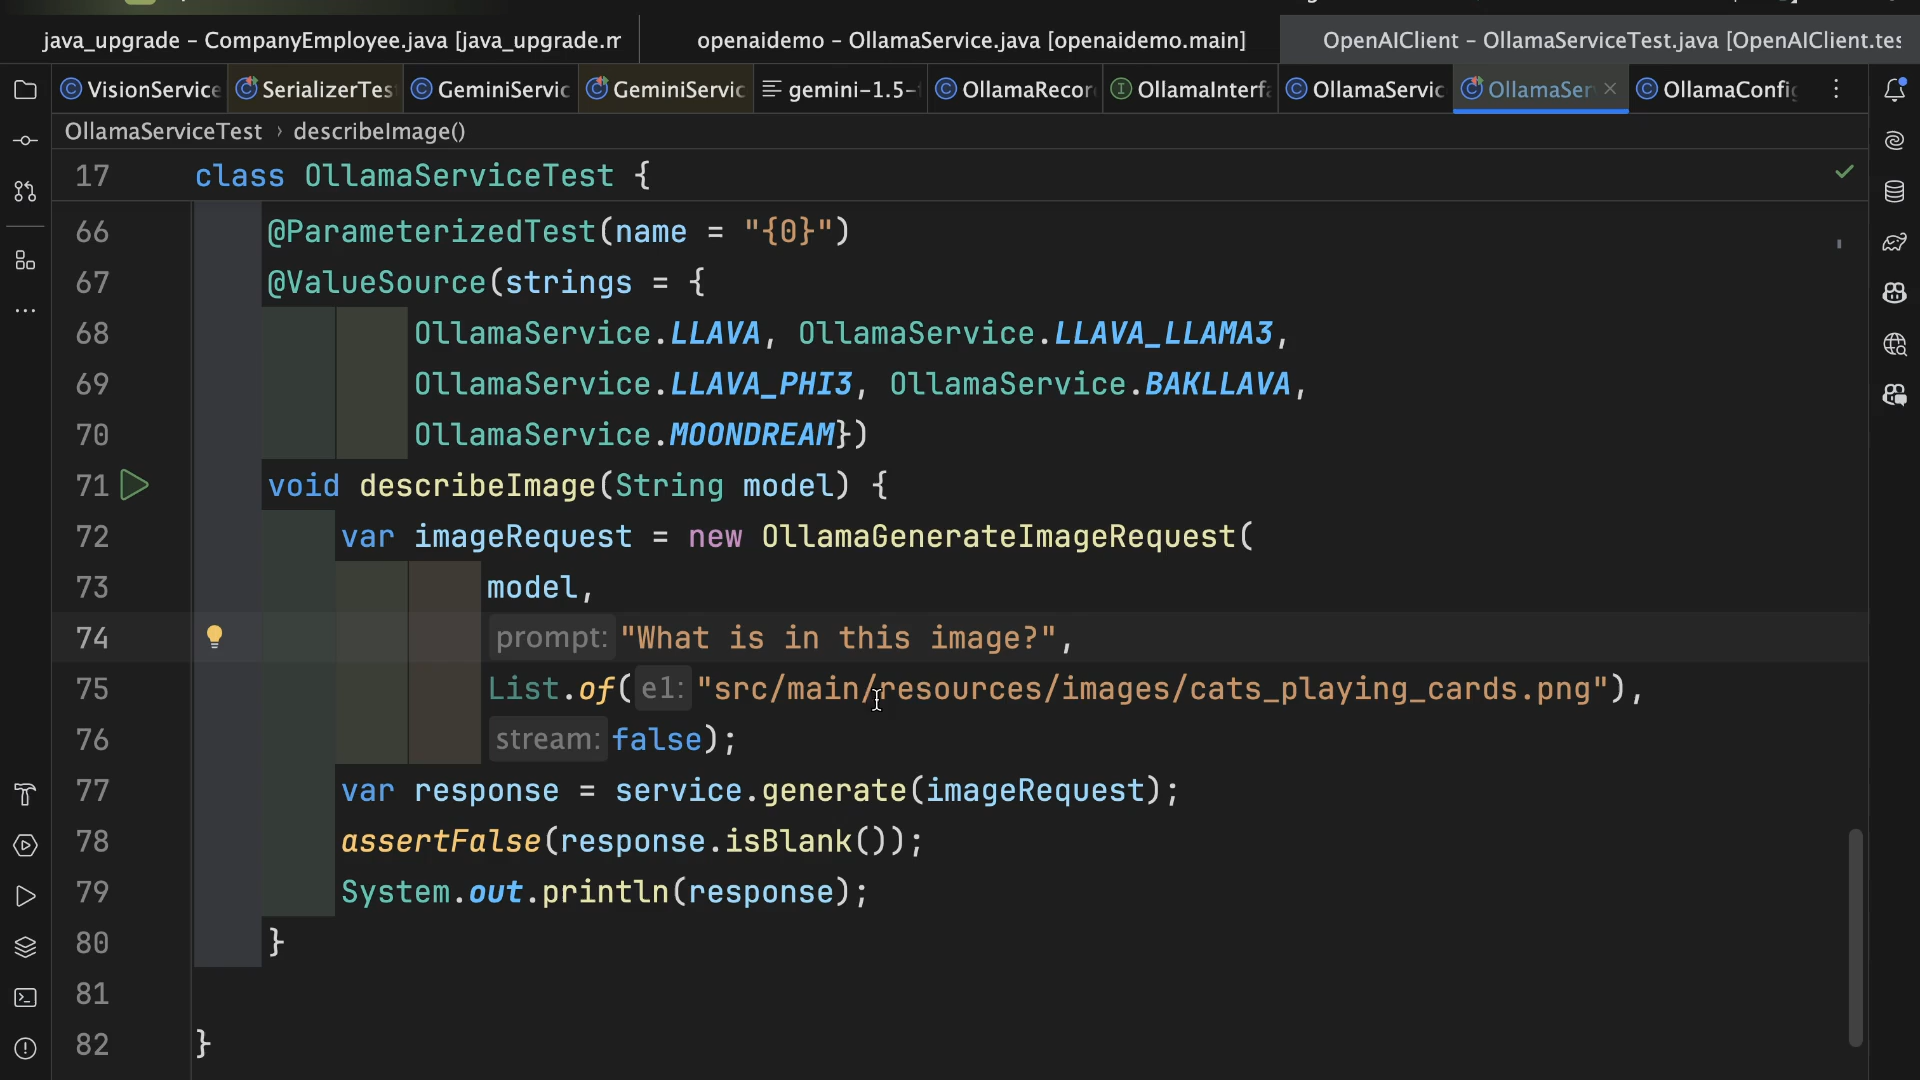 java_upgrade – CompanyEmployee.java [java_upgrade.m
openaidemo – OllamaService.java [openaidemo.main]
OpenAIClient – OllamaServiceTest.java [OpenAIClient.tes
VisionService
SerializerTes
GeminiServic
GeminiServic
gemini-1.5-
OllamaRecor
OllamaInterfa
OllamaServic
OllamaSer
OllamaConfig
OllamaServiceTest › describeImage()
17 class OllamaServiceTest {
66 @ParameterizedTest(name = "{0}")
67 @ValueSource(strings = {
68 OllamaService.LLAVA, OllamaService.LLAVA_LLAMA3,
69 OllamaService.LLAVA_PHI3, OllamaService.BAKLLAVA,
70 OllamaService.MOONDREAM})
71 void describeImage(String model) {
72 var imageRequest = new OllamaGenerateImageRequest(
73 model,
74 prompt: "What is in this image?",
75 List.of( e1: "src/main/resources/images/cats_playing_cards.png"),
76 stream: false);
77 var response = service.generate(imageRequest);
78 assertFalse(response.isBlank());
79 System.out.println(response);
80 }
81
82 }